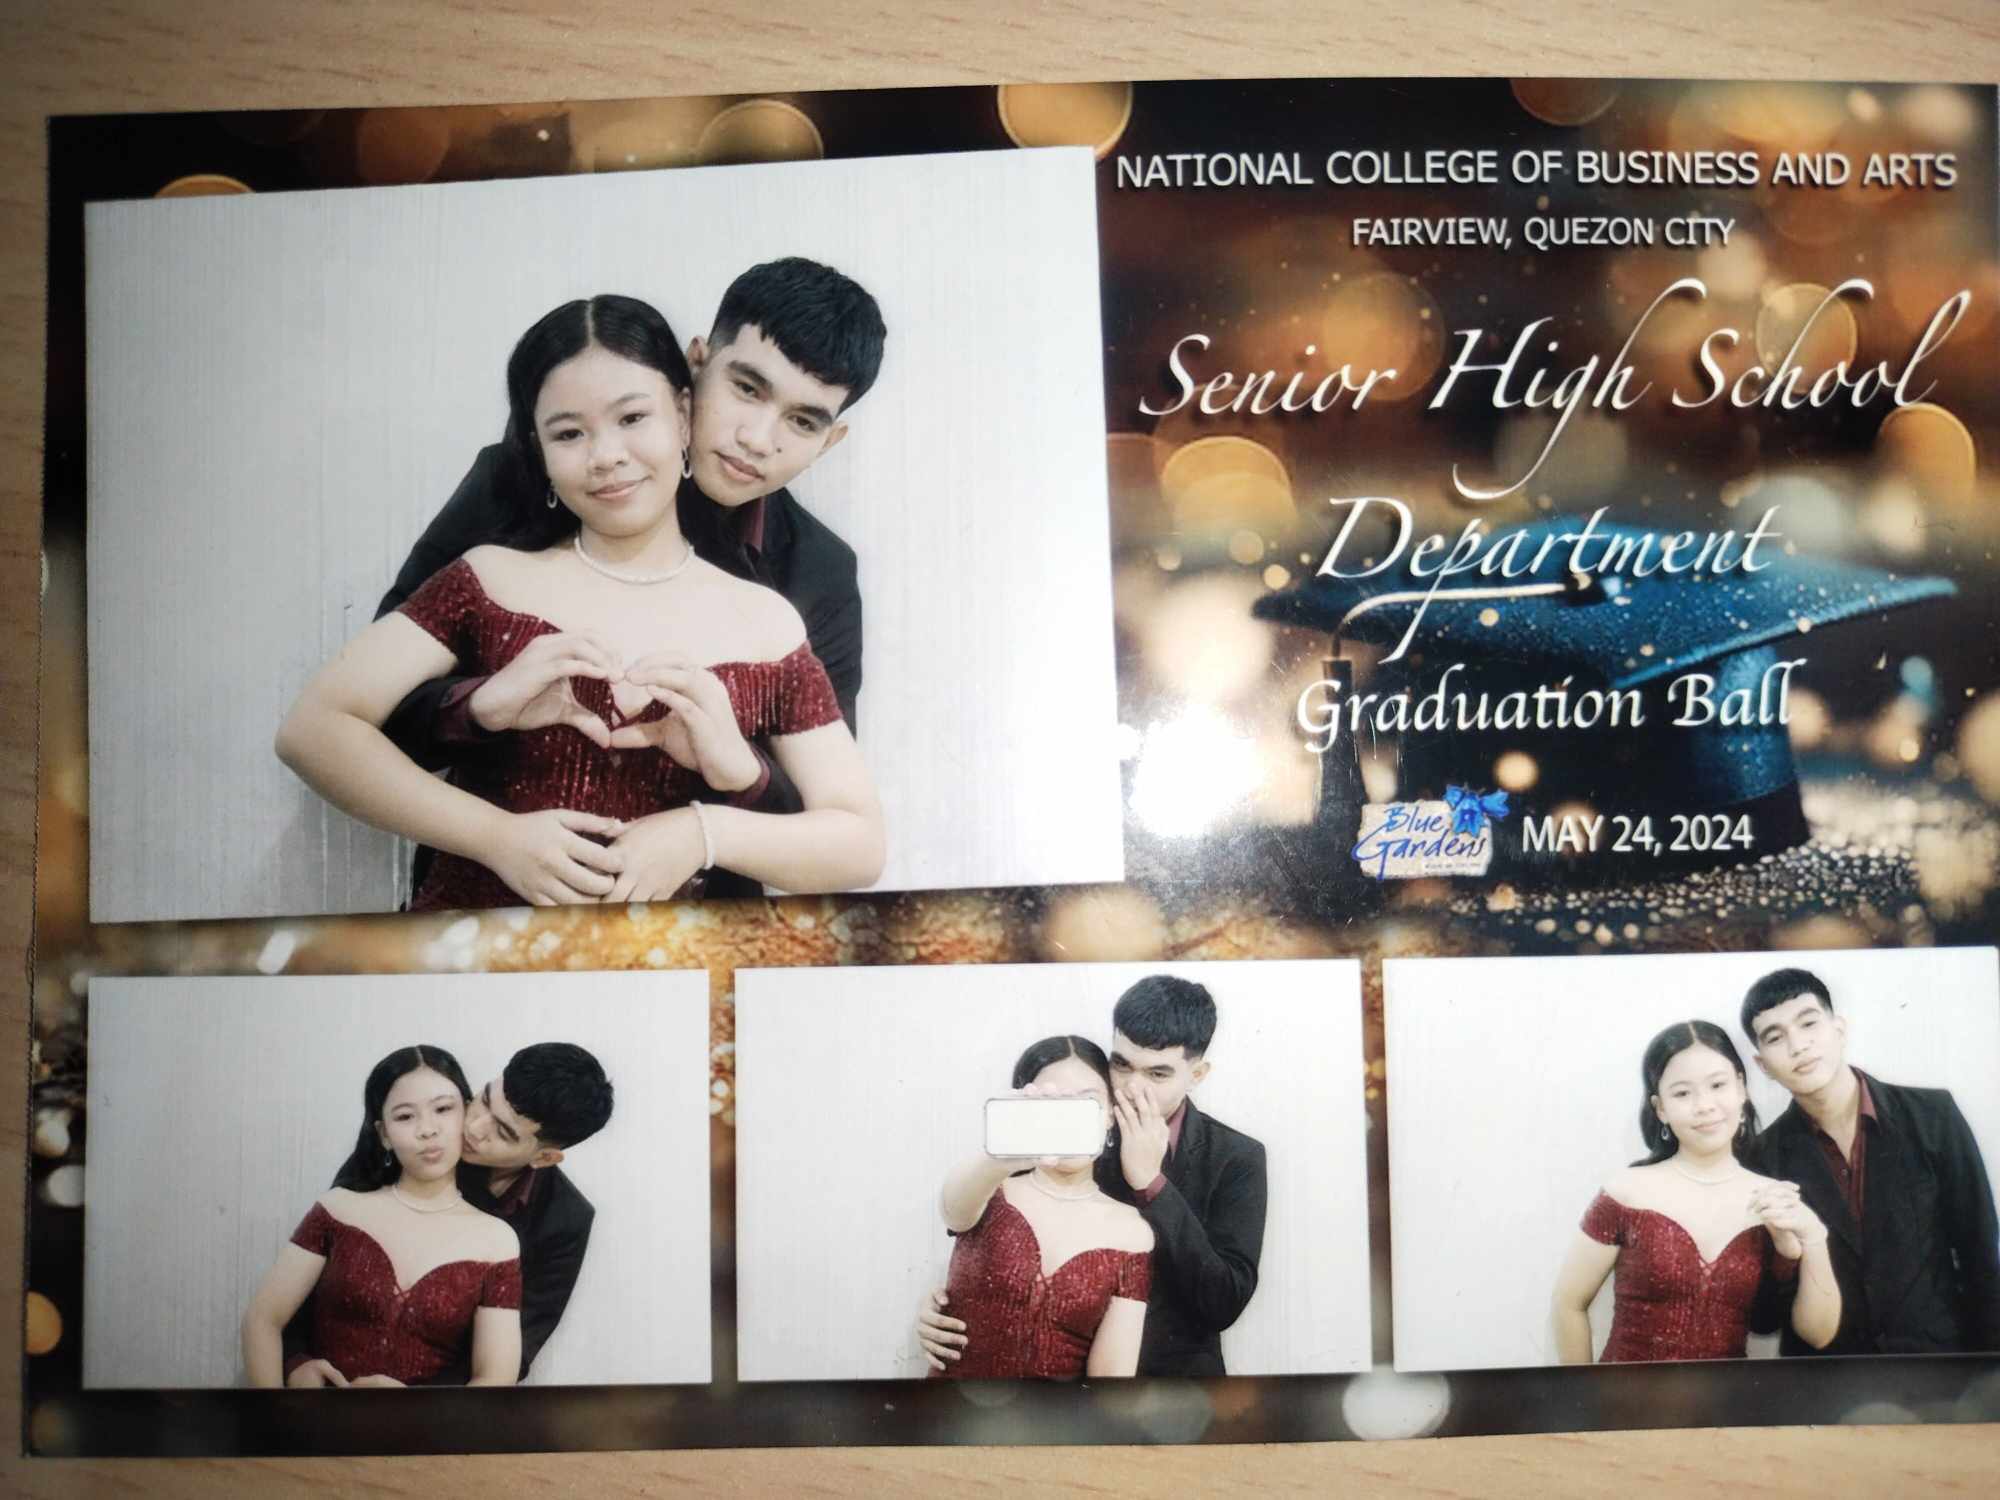 NATIONAL COLLEGE OF BUSINESS AND ARTS
FAIRVIEW, QUEZON CITY
Senior High School
Department
Graduation Ball
Blue
Gardens
MAY 24, 2024